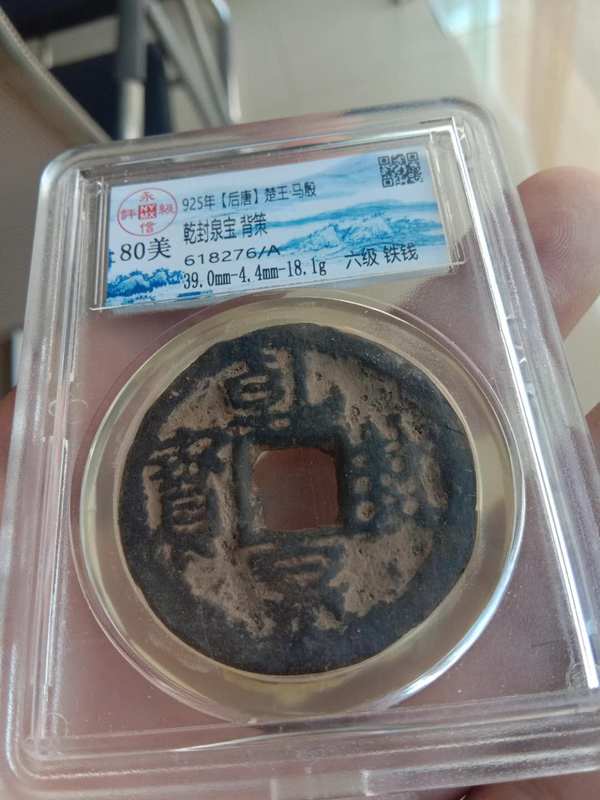 永信評級
925年【后唐】楚王·马殷
乾封泉宝 背策
80美
618276/A
39.0mm-4.4mm-18.1g 六级 铁钱
乾封泉寶